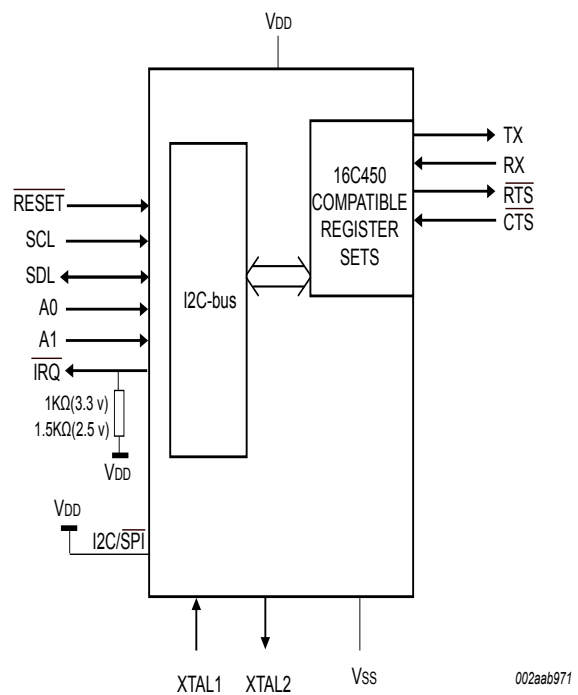 VDD
TX
RX
RTS
CTS
16C450
COMPATIBLE
REGISTER
SETS
RESET
SCL
SDL
A0
A1
IRQ
I2C-bus
1KΩ(3.3 v)
1.5KΩ(2.5 v)
VDD
VDD
I2C/SPI
XTAL1
XTAL2
VSS
002aab971